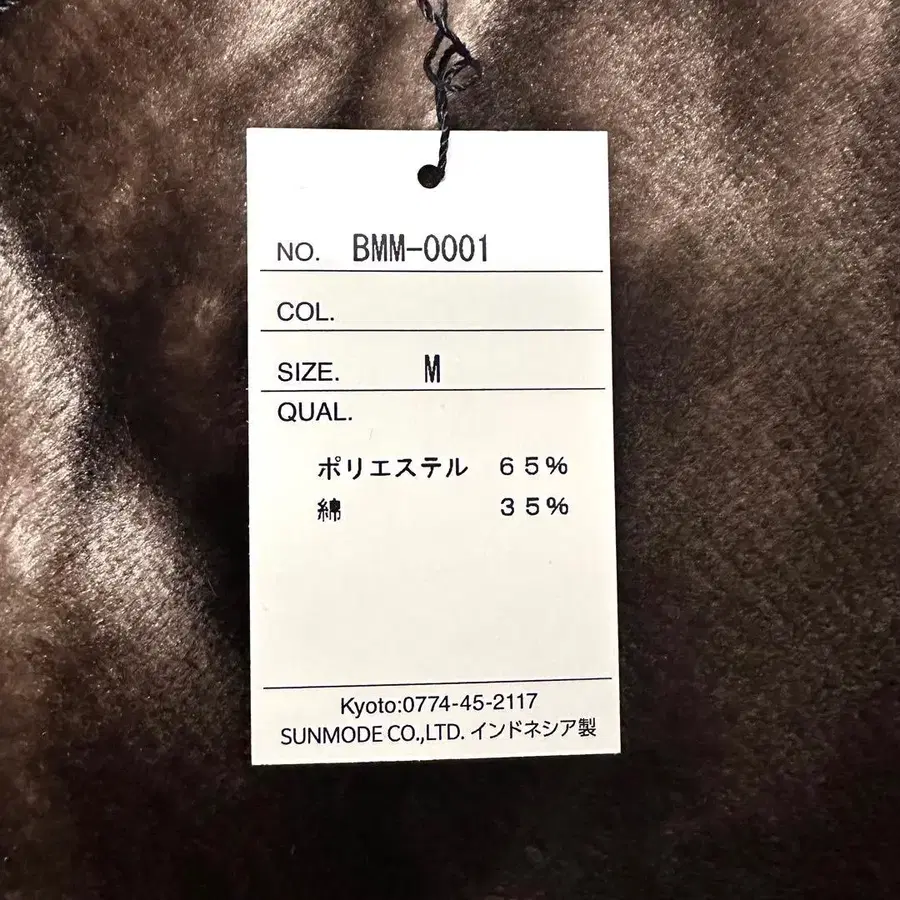 NO. BMM-0001
COL.
SIZE. M
QUAL.
ポリエステル 65%
綿 35%
Kyoto:0774-45-2117
SUNMODE CO.,LTD. インドネシア製